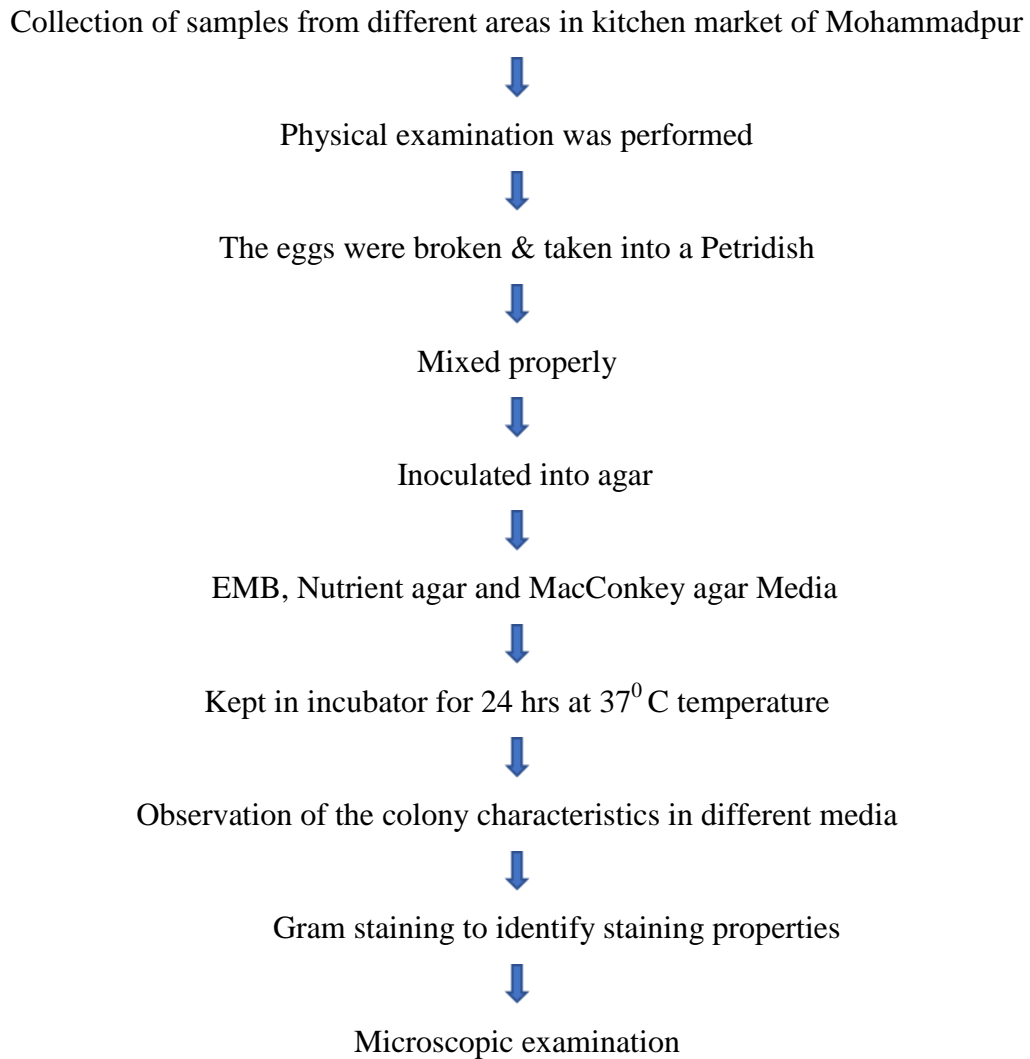 Collection of samples from different areas in kitchen market of Mohammadpur
Physical examination was performed
The eggs were broken & taken into a Petridish
Mixed properly
Inoculated into agar
EMB, Nutrient agar and MacConkey agar Media
Kept in incubator for 24 hrs at 37⁰ C temperature
Observation of the colony characteristics in different media
Gram staining to identify staining properties
Microscopic examination